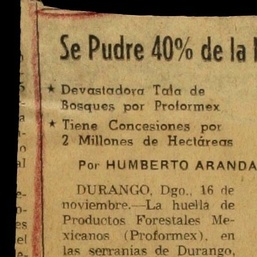 Se Pudre 40% de la
★ Devastadora Tala de
Bosques por Proformex
★ Tiene Concesiones por
2 Millones de Hectáreas
Por HUMBERTO ARANDA
DURANGO, Dgo., 16 de
noviembre.—La huella de
Productos Forestales Me-
xicanos (Proformex), en
las serranías de Durango,